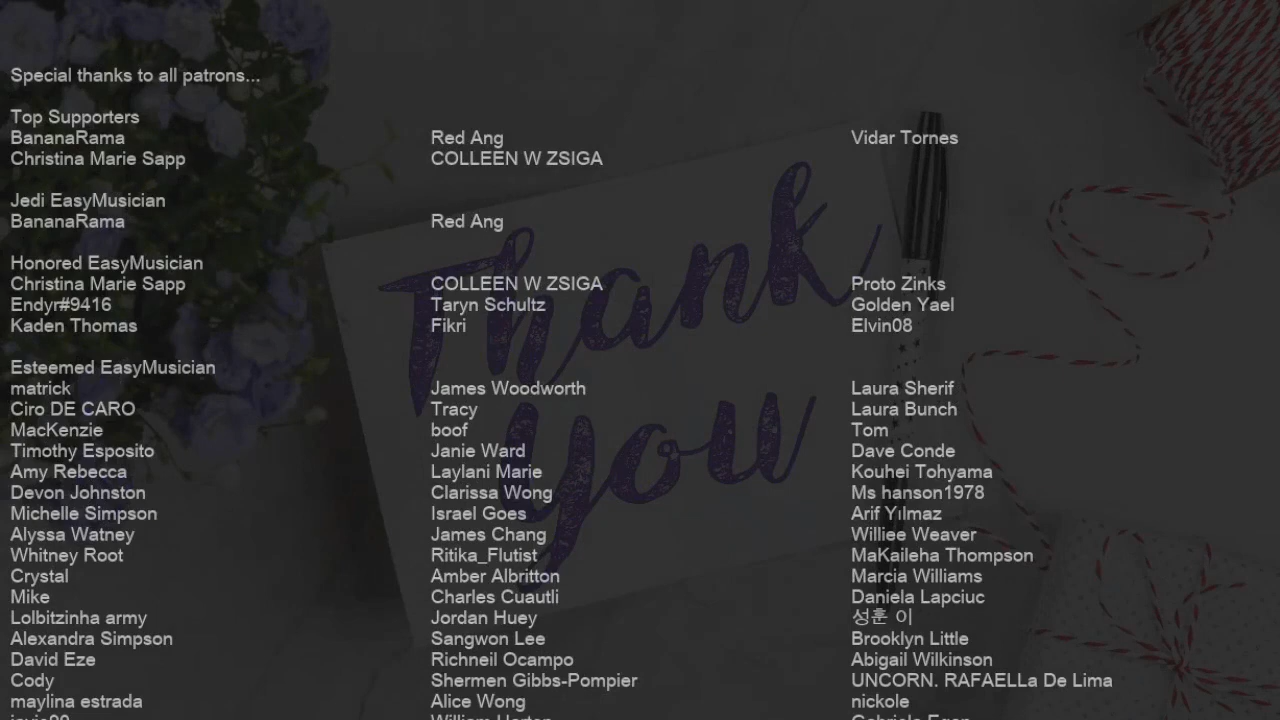 Special thanks to all patrons...
Top Supporters
BananaRama Red Ang Vidar Tornes
Christina Marie Sapp COLLEEN W ZSIGA
Jedi EasyMusician
BananaRama Red Ang
Honored EasyMusician
Christina Marie Sapp COLLEEN W ZSIGA Proto Zinks
Endyr#9416 Taryn Schultz Golden Yael
Kaden Thomas Fikri Elvin08
Esteemed EasyMusician
matrick James Woodworth Laura Sherif
Ciro DE CARO Tracy Laura Bunch
MacKenzie boof Tom
Timothy Esposito Janie Ward Dave Conde
Amy Rebecca Laylani Marie Kouhei Tohyama
Devon Johnston Clarissa Wong Ms hanson1978
Michelle Simpson Israel Goes Arif Yılmaz
Alyssa Watney James Chang Williee Weaver
Whitney Root Ritika_Flutist MaKaileha Thompson
Crystal Amber Albritton Marcia Williams
Mike Charles Cuautli Daniela Lapciuc
Lolbitzinha army Jordan Huey 성훈 이
Alexandra Simpson Sangwon Lee Brooklyn Little
David Eze Richneil Ocampo Abigail Wilkinson
Cody Shermen Gibbs-Pompier UNCORN. RAFAELLa De Lima
maylina estrada Alice Wong nickole
Thank
you